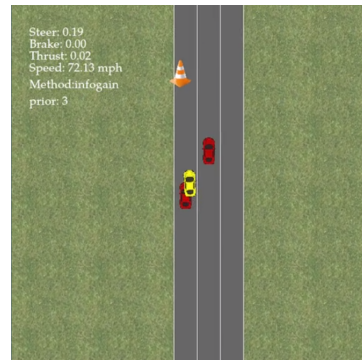 Steer: 0.19
Brake: 0.00
Thrust: 0.02
Speed: 72.13 mph
Method:infogain
prior: 3